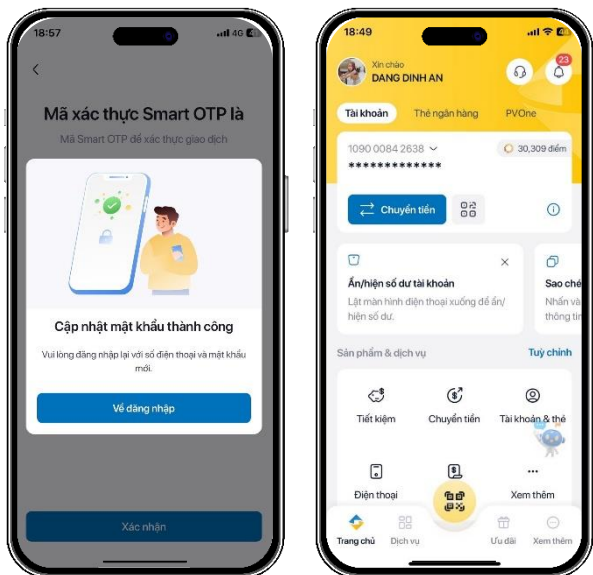 18:57
4G
Mã xác thực Smart OTP là
Mã Smart OTP để xác thực giao dịch
Cập nhật mật khẩu thành công
Vui lòng đăng nhập lại với số điện thoại và mật khẩu
mới.
Về đăng nhập
Xác nhận
18:49
Xin chào
DANG DINH AN
23
Tài khoản
Thẻ ngân hàng
PVOne
1090 0084 2638
30,309 điểm
*************
Chuyển tiền
Ẩn/hiện số dư tài khoản
Lật màn hình điện thoại xuống để ẩn/
hiện số dư.
Sao ché
Nhấn và
thông tin
Sản phẩm & dịch vụ
Tuỳ chỉnh
Tiết kiệm
Chuyển tiền
Tài khoản & thẻ
Điện thoại
Xem thêm
Trang chủ
Dịch vụ
Ưu đãi
Xem thêm